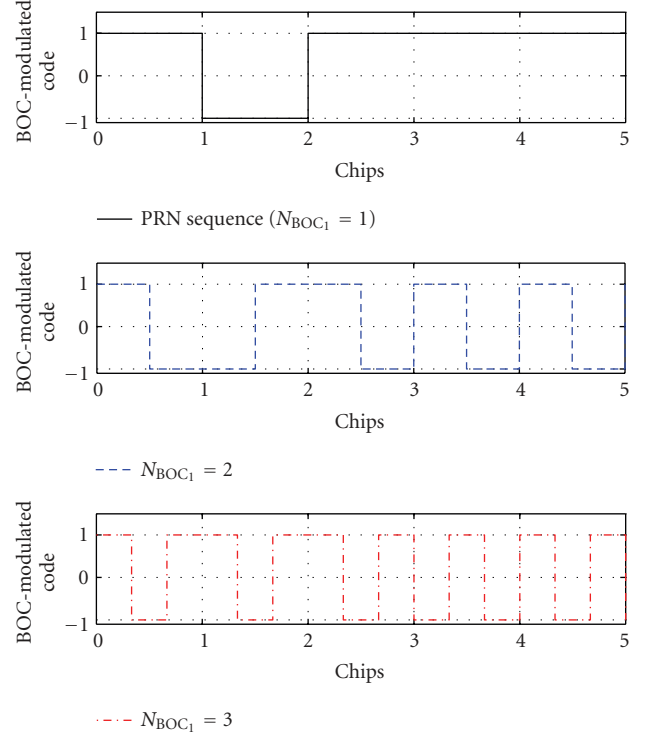 BOC-modulated
code
1
0
−1
0 1 2 3 4 5
Chips
PRN sequence (N_BOC₁ = 1)
BOC-modulated
code
1
0
−1
0 1 2 3 4 5
Chips
N_BOC₁ = 2
BOC-modulated
code
1
0
−1
0 1 2 3 4 5
Chips
N_BOC₁ = 3